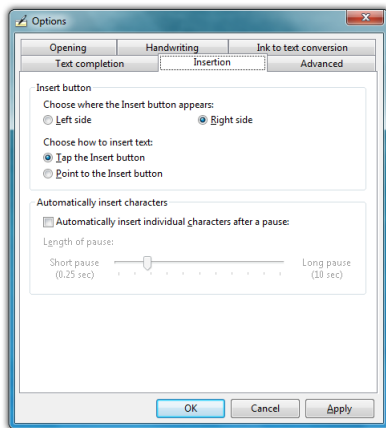 Options
Opening Handwriting Ink to text conversion
Text completion Insertion Advanced
Insert button
Choose where the Insert button appears:
Left side Right side
Choose how to insert text:
Tap the Insert button
Point to the Insert button
Automatically insert characters
Automatically insert individual characters after a pause:
Length of pause:
Short pause Long pause
(0.25 sec) (10 sec)
OK Cancel Apply